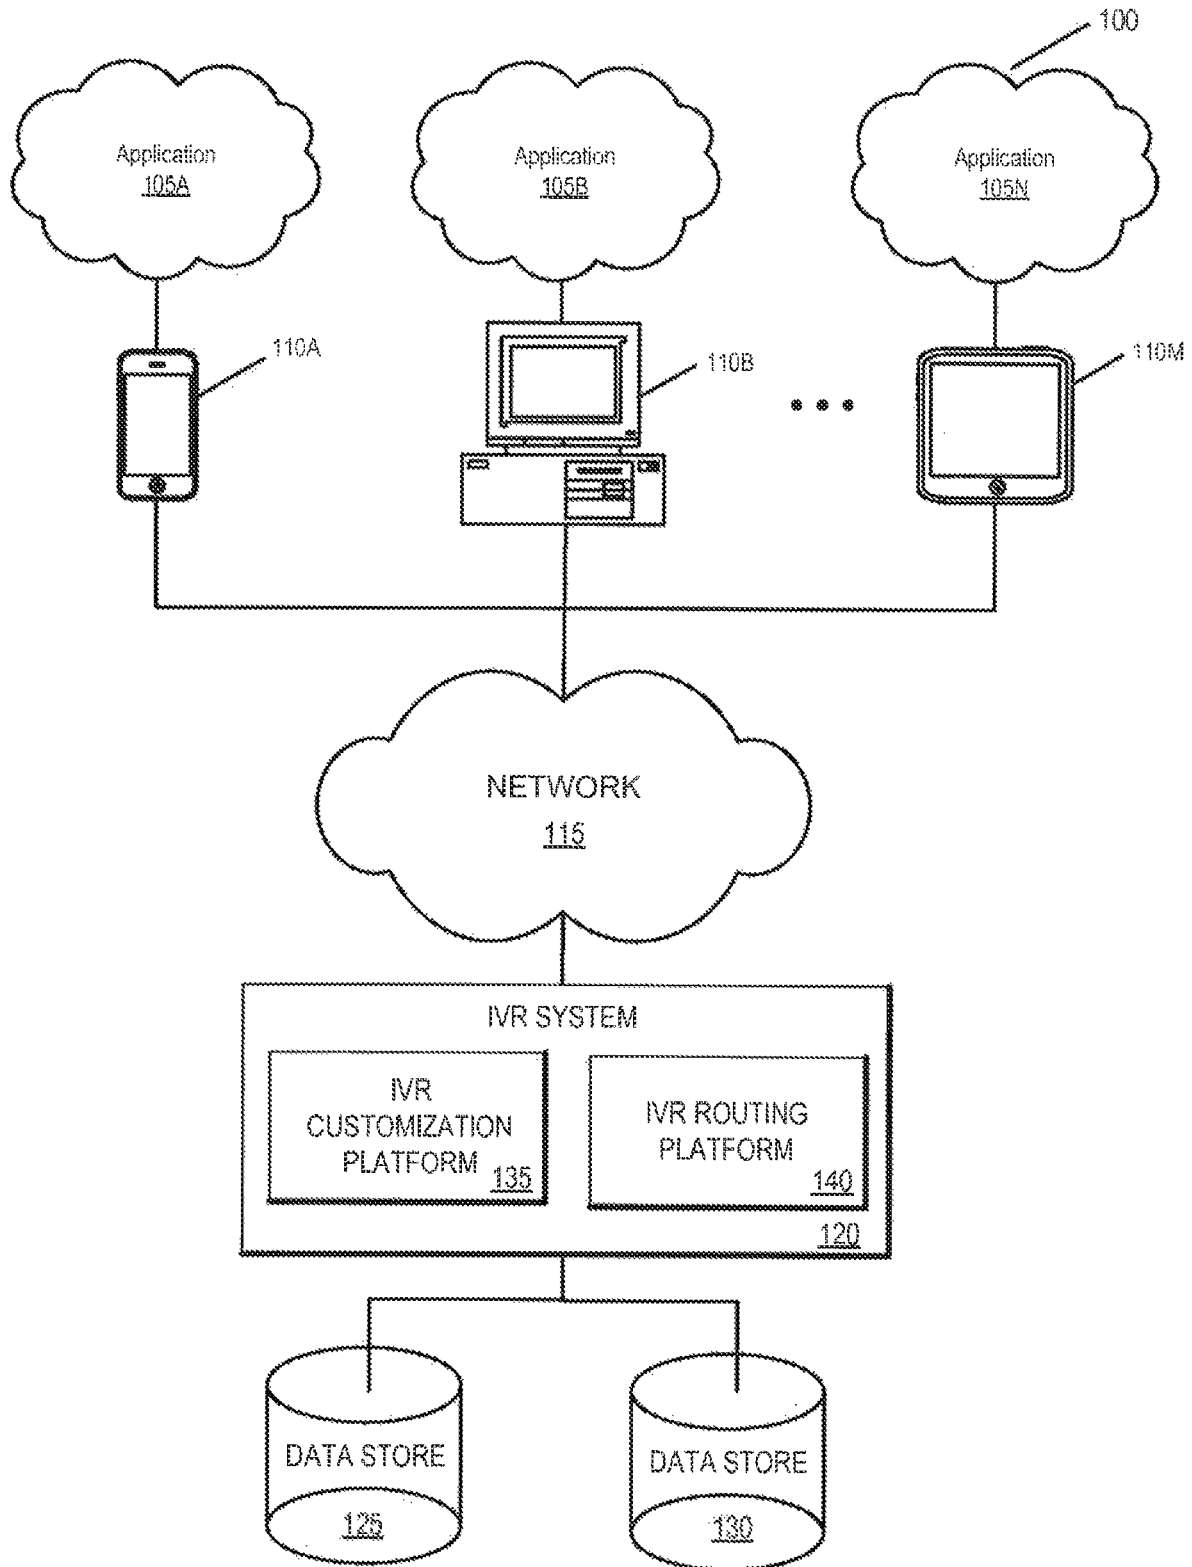 100
Application
105A
Application
105B
Application
105N
110A
110B
110M
NETWORK
115
IVR SYSTEM
IVR
CUSTOMIZATION
PLATFORM
135
IVR ROUTING
PLATFORM
140
120
DATA STORE
125
DATA STORE
130